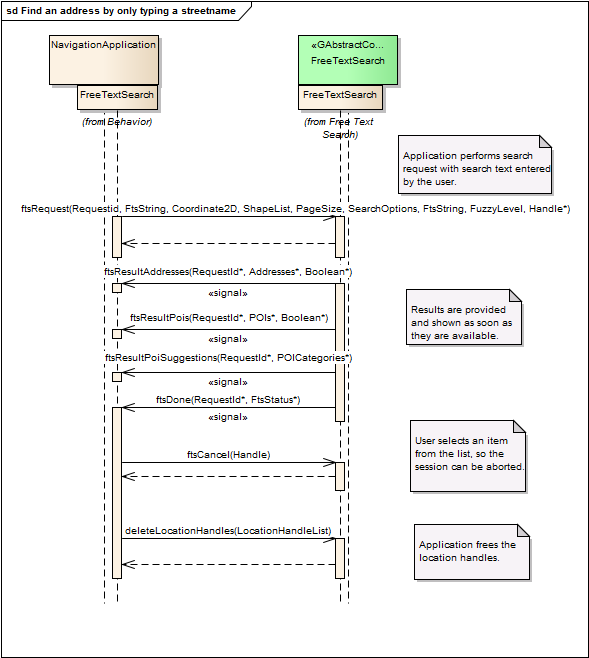 sd Find an address by only typing a streetname
NavigationApplication
FreeTextSearch
(from Behavior)
«GAbstractCo...
FreeTextSearch
FreeTextSearch
(from Free Text
Search)
Application performs search
request with search text entered
by the user.
ftsRequest(RequestId, FtsString, Coordinate2D, ShapeList, PageSize, SearchOptions, FtsString, FuzzyLevel, Handle*)
ftsResultAddresses(RequestId*, Addresses*, Boolean*)
«signal»
Results are provided
and shown as soon as
they are available.
ftsResultPois(RequestId*, POIs*, Boolean*)
«signal»
ftsResultPoiSuggestions(RequestId*, POICategories*)
«signal»
ftsDone(RequestId*, FtsStatus*)
«signal»
User selects an item
from the list, so the
session can be aborted.
ftsCancel(Handle)
deleteLocationHandles(LocationHandleList)
Application frees the
location handles.